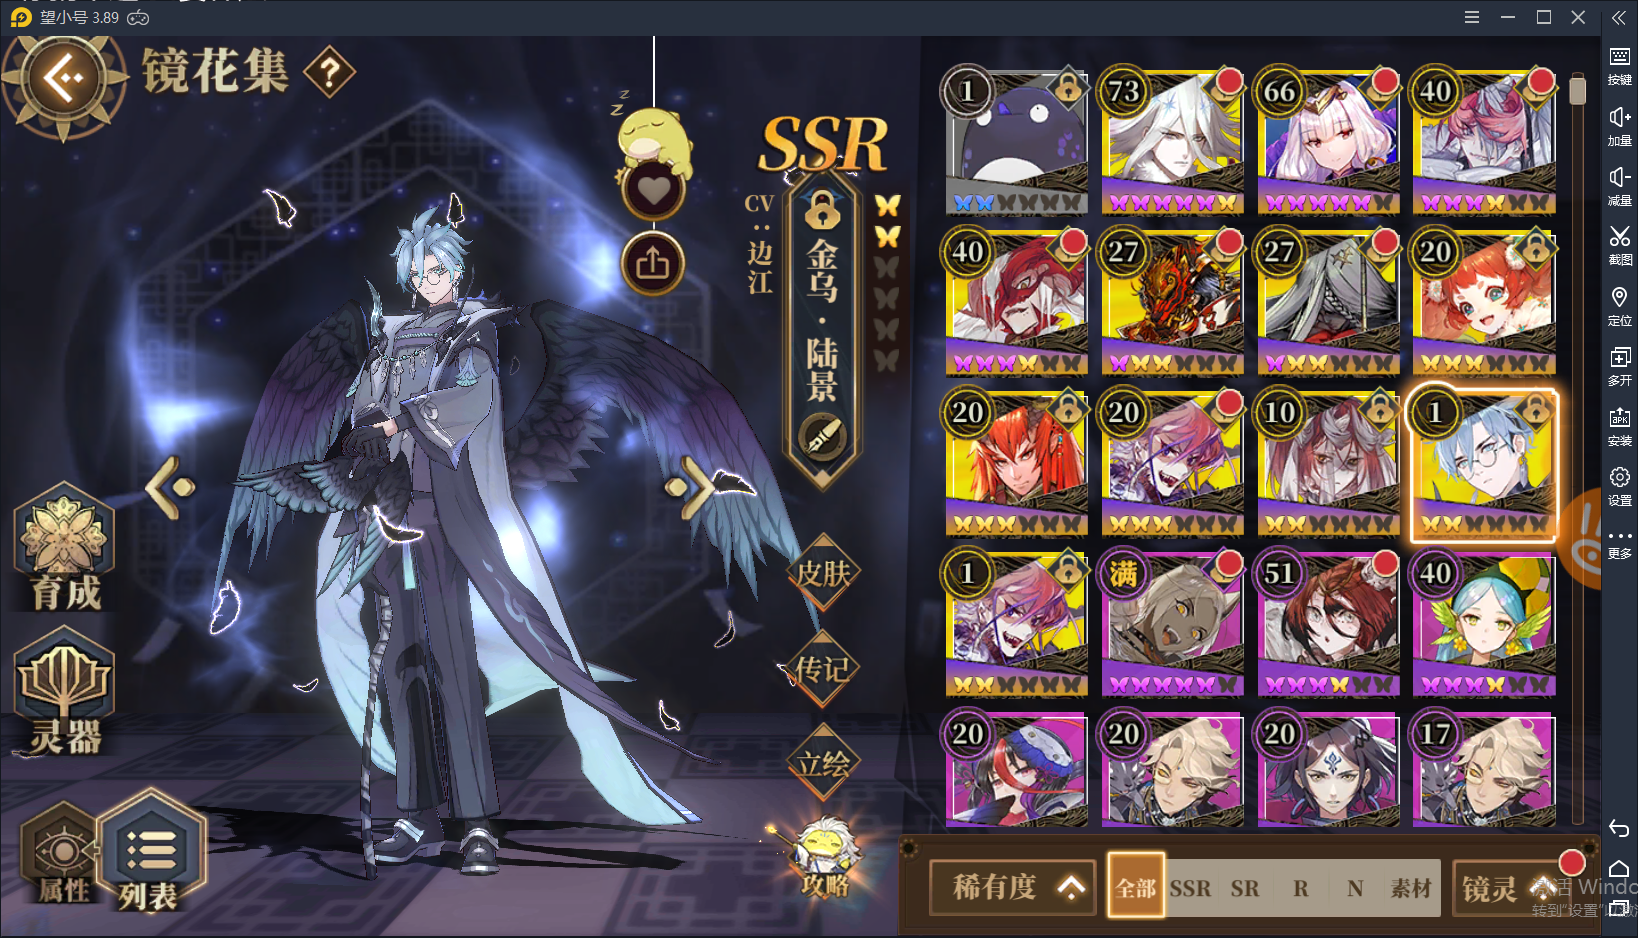 望小号 3.89
镜花集
?
SSR
CV：边江
金乌·陆景
皮肤
传记
立绘
攻略
育成
灵器
属性
列表
1
73
66
40
40
27
27
20
20
20
10
1
1
满
51
40
20
20
20
17
稀有度
全部
SSR
SR
R
N
素材
镜灵
按键
加量
减量
截图
定位
多开
APK
安装
设置
更多
z
z